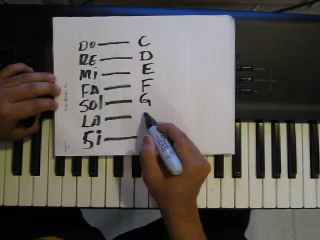 DO — C
RE — D
MI — E
FA — F
SOl — G
LA —
Si —